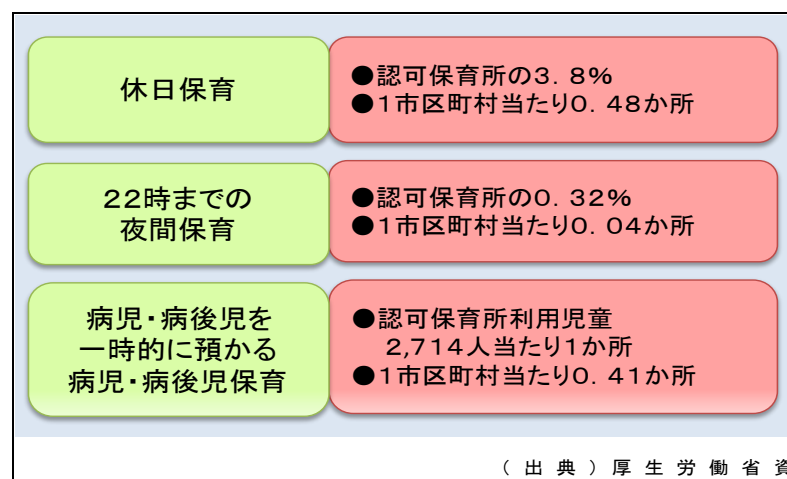 休日保育
●認可保育所の3．8%
●1市区町村当たり0．48か所
22時までの
夜間保育
●認可保育所の0．32%
●1市区町村当たり0．04か所
病児・病後児を
一時的に預かる
病児・病後児保育
●認可保育所利用児童
2,714人当たり1か所
●1市区町村当たり0．41か所
（出典）厚生労働省資